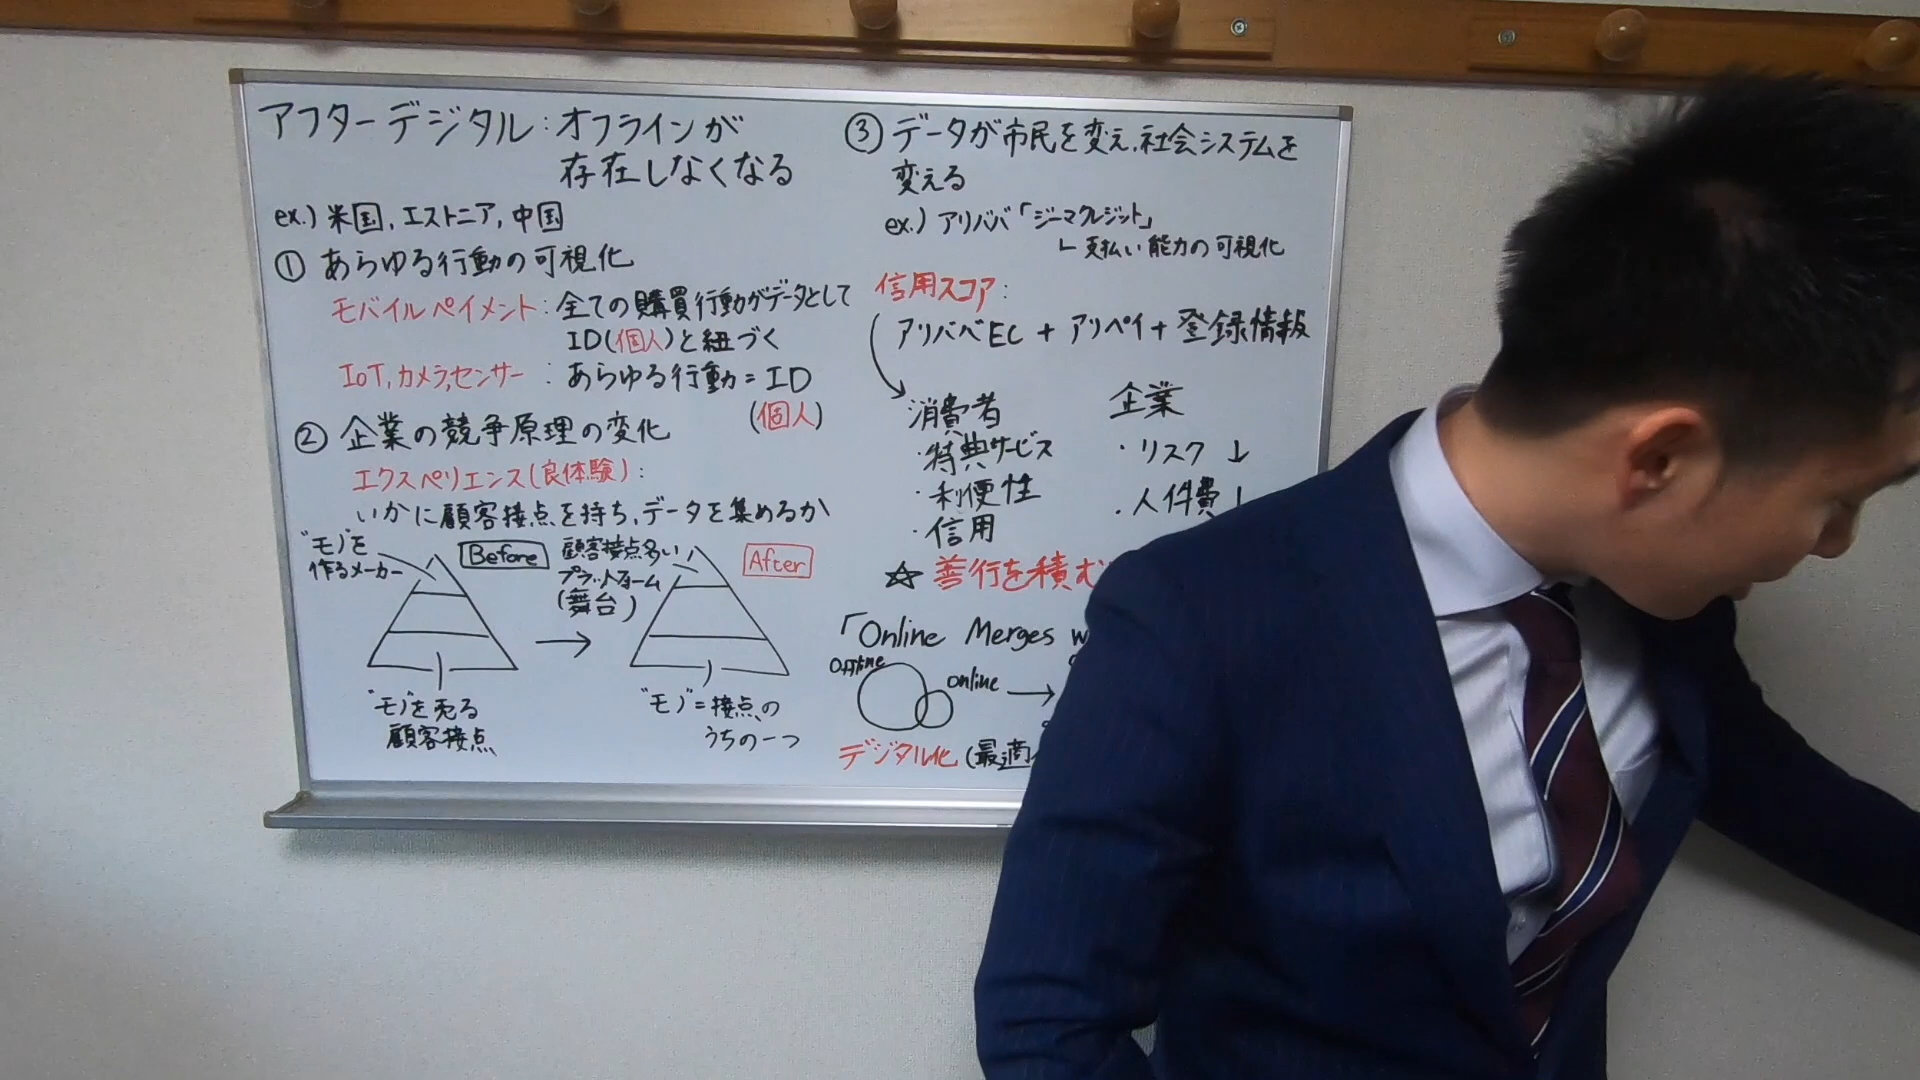 アフターデジタル：オフラインが
存在しなくなる
ex.) 米国, エストニア, 中国
① あらゆる行動の可視化
モバイルペイメント：全ての購買行動がデータとして
ID(個人)と紐づく
IoT,カメラ,センサー：あらゆる行動＝ID
(個人)
② 企業の競争原理の変化
エクスペリエンス(良体験)：
いかに顧客接点を持ち、データを集めるか
"モノ"を
作るメーカー
Before
"モノ"を売る
顧客接点
顧客接点多い
プラットフォーム
(舞台)
After
"モノ"＝接点の
うちの一つ
③ データが市民を変え、社会システムを
変える
ex.) アリババ「ジーマクレジット」
支払い能力の可視化
信用スコア：
アリババEC + アリペイ + 登録情報
消費者
・特典サービス
・利便性
・信用
企業
・リスク ↓
・人件費 ↓
☆ 善行を積む
「Online Merges w
Offline
online
デジタル化(最適